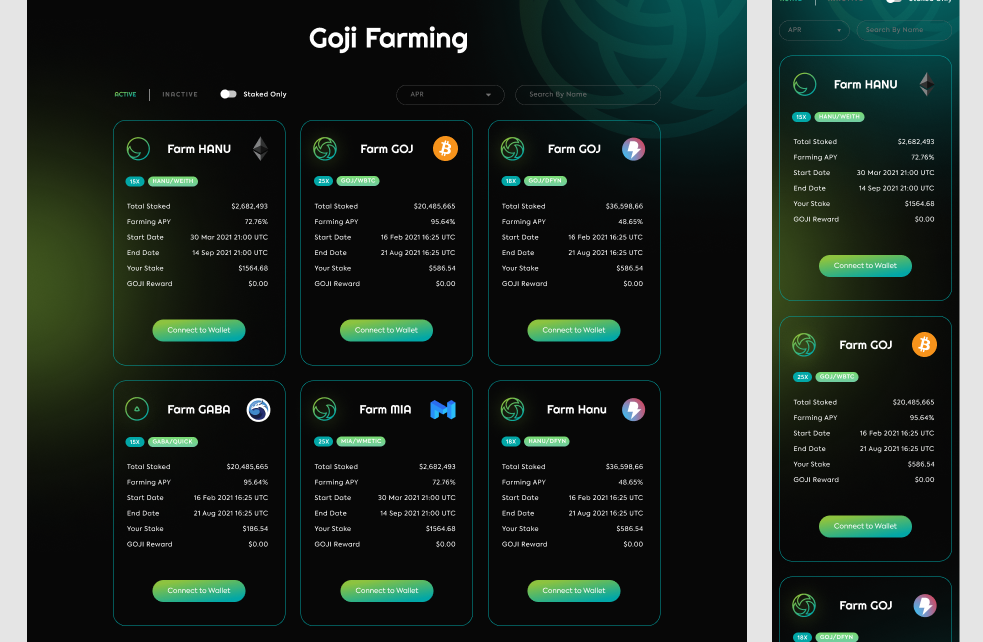 Goji Farming
ACTIVE
INACTIVE
Staked Only
APR
Search By Name
Farm HANU
15X HANU/WEITH
Total Staked $2,682,493
Farming APY 72.76%
Start Date 30 Mar 2021 21:00 UTC
End Date 14 Sep 2021 21:00 UTC
Your Stake $1564.68
GOJI Reward $0.00
Connect to Wallet
Farm GOJ
25X GOJ/WBTC
Total Staked $20,485,665
Farming APY 95.64%
Start Date 16 Feb 2021 16:25 UTC
End Date 21 Aug 2021 16:25 UTC
Your Stake $586.54
GOJI Reward $0.00
Connect to Wallet
Farm GOJ
18X GOJ/DFYN
Total Staked $36,598,66
Farming APY 48.65%
Start Date 16 Feb 2021 16:25 UTC
End Date 21 Aug 2021 16:25 UTC
Your Stake $586.54
GOJI Reward $0.00
Connect to Wallet
Farm GABA
15X GABA/QUICK
Total Staked $20,485,665
Farming APY 95.64%
Start Date 16 Feb 2021 16:25 UTC
End Date 21 Aug 2021 16:25 UTC
Your Stake $186.54
GOJI Reward $0.00
Connect to Wallet
Farm MIA
25X MIA/WMETIC
Total Staked $2,682,493
Farming APY 72.76%
Start Date 30 Mar 2021 21:00 UTC
End Date 14 Sep 2021 21:00 UTC
Your Stake $1564.68
GOJI Reward $0.00
Connect to Wallet
Farm Hanu
18X HANU/DFYN
Total Staked $36,598,66
Farming APY 48.65%
Start Date 16 Feb 2021 16:25 UTC
End Date 21 Aug 2021 16:25 UTC
Your Stake $586.54
GOJI Reward $0.00
Connect to Wallet
Staked Only
APR
Search By Name
Farm HANU
15X HANU/WEITH
Total Staked $2,682,493
Farming APY 72.76%
Start Date 30 Mar 2021 21:00 UTC
End Date 14 Sep 2021 21:00 UTC
Your Stake $1564.68
GOJI Reward $0.00
Connect to Wallet
Farm GOJ
25X GOJ/WBTC
Total Staked $20,485,665
Farming APY 95.64%
Start Date 16 Feb 2021 16:25 UTC
End Date 21 Aug 2021 16:25 UTC
Your Stake $586.54
GOJI Reward $0.00
Connect to Wallet
Farm GOJ
18X GOJ/DFYN